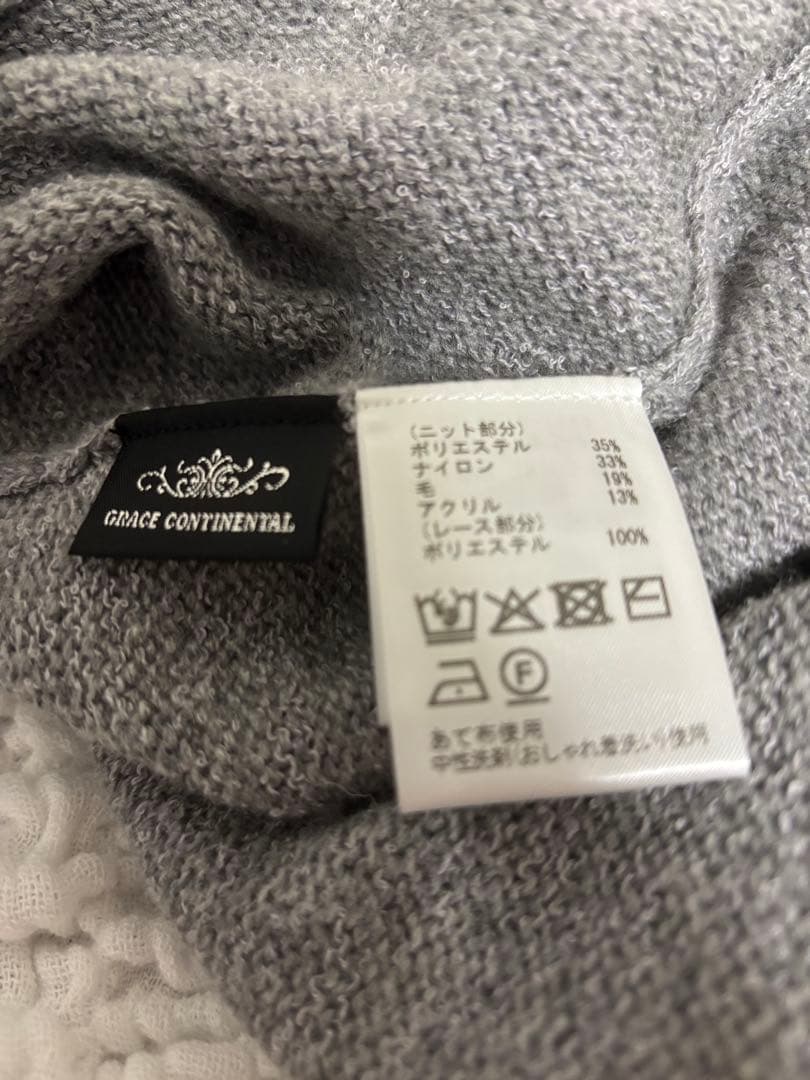 GRACE CONTINENTAL
(ニット部分)
ポリエステル 35%
ナイロン 33%
毛 19%
アクリル 13%
(レース部分)
ポリエステル 100%
F
あて布使用
中性洗剤/おしゃれ着洗い使用